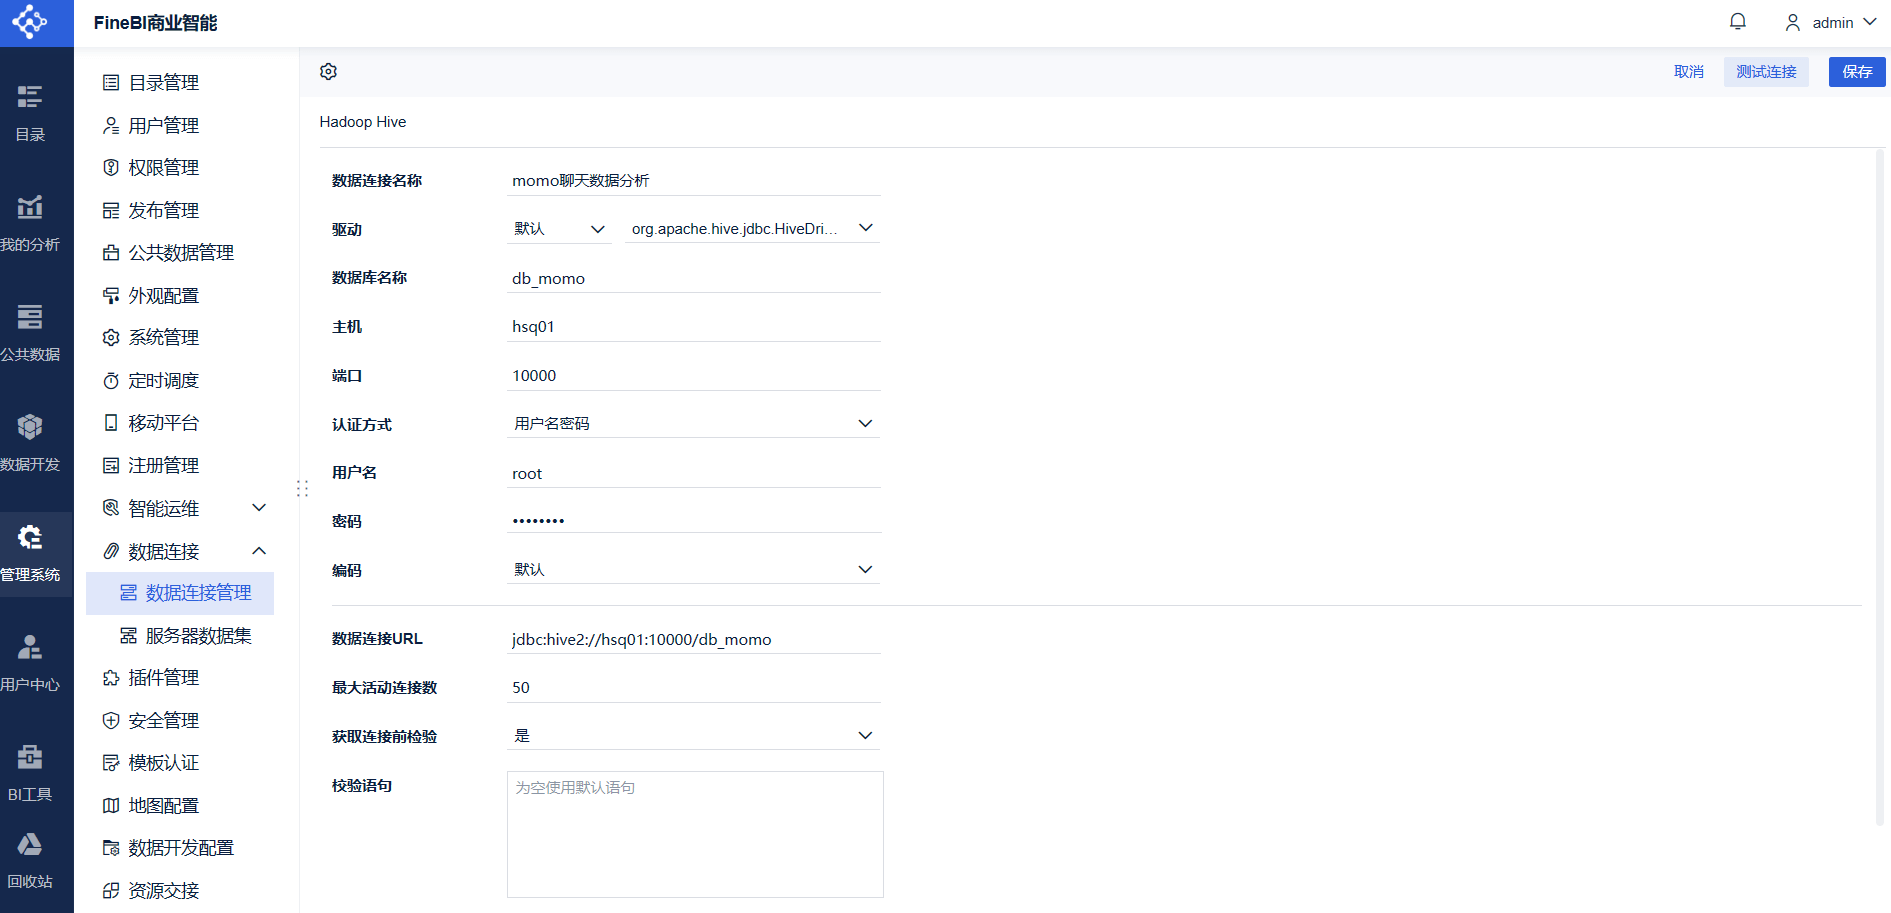 FineBI商业智能
admin
目录
我的分析
公共数据
数据开发
管理系统
用户中心
BI工具
回收站
目录管理
用户管理
权限管理
发布管理
公共数据管理
外观配置
系统管理
定时调度
移动平台
注册管理
智能运维
数据连接
数据连接管理
服务器数据集
插件管理
安全管理
模板认证
地图配置
数据开发配置
资源交接
取消 测试连接 保存
Hadoop Hive
数据连接名称 momo聊天数据分析
驱动 默认 org.apache.hive.jdbc.HiveDri...
数据库名称 db_momo
主机 hsq01
端口 10000
认证方式 用户名密码
用户名 root
密码 ••••••••
编码 默认
数据连接URL jdbc:hive2://hsq01:10000/db_momo
最大活动连接数 50
获取连接前检验 是
校验语句 为空使用默认语句